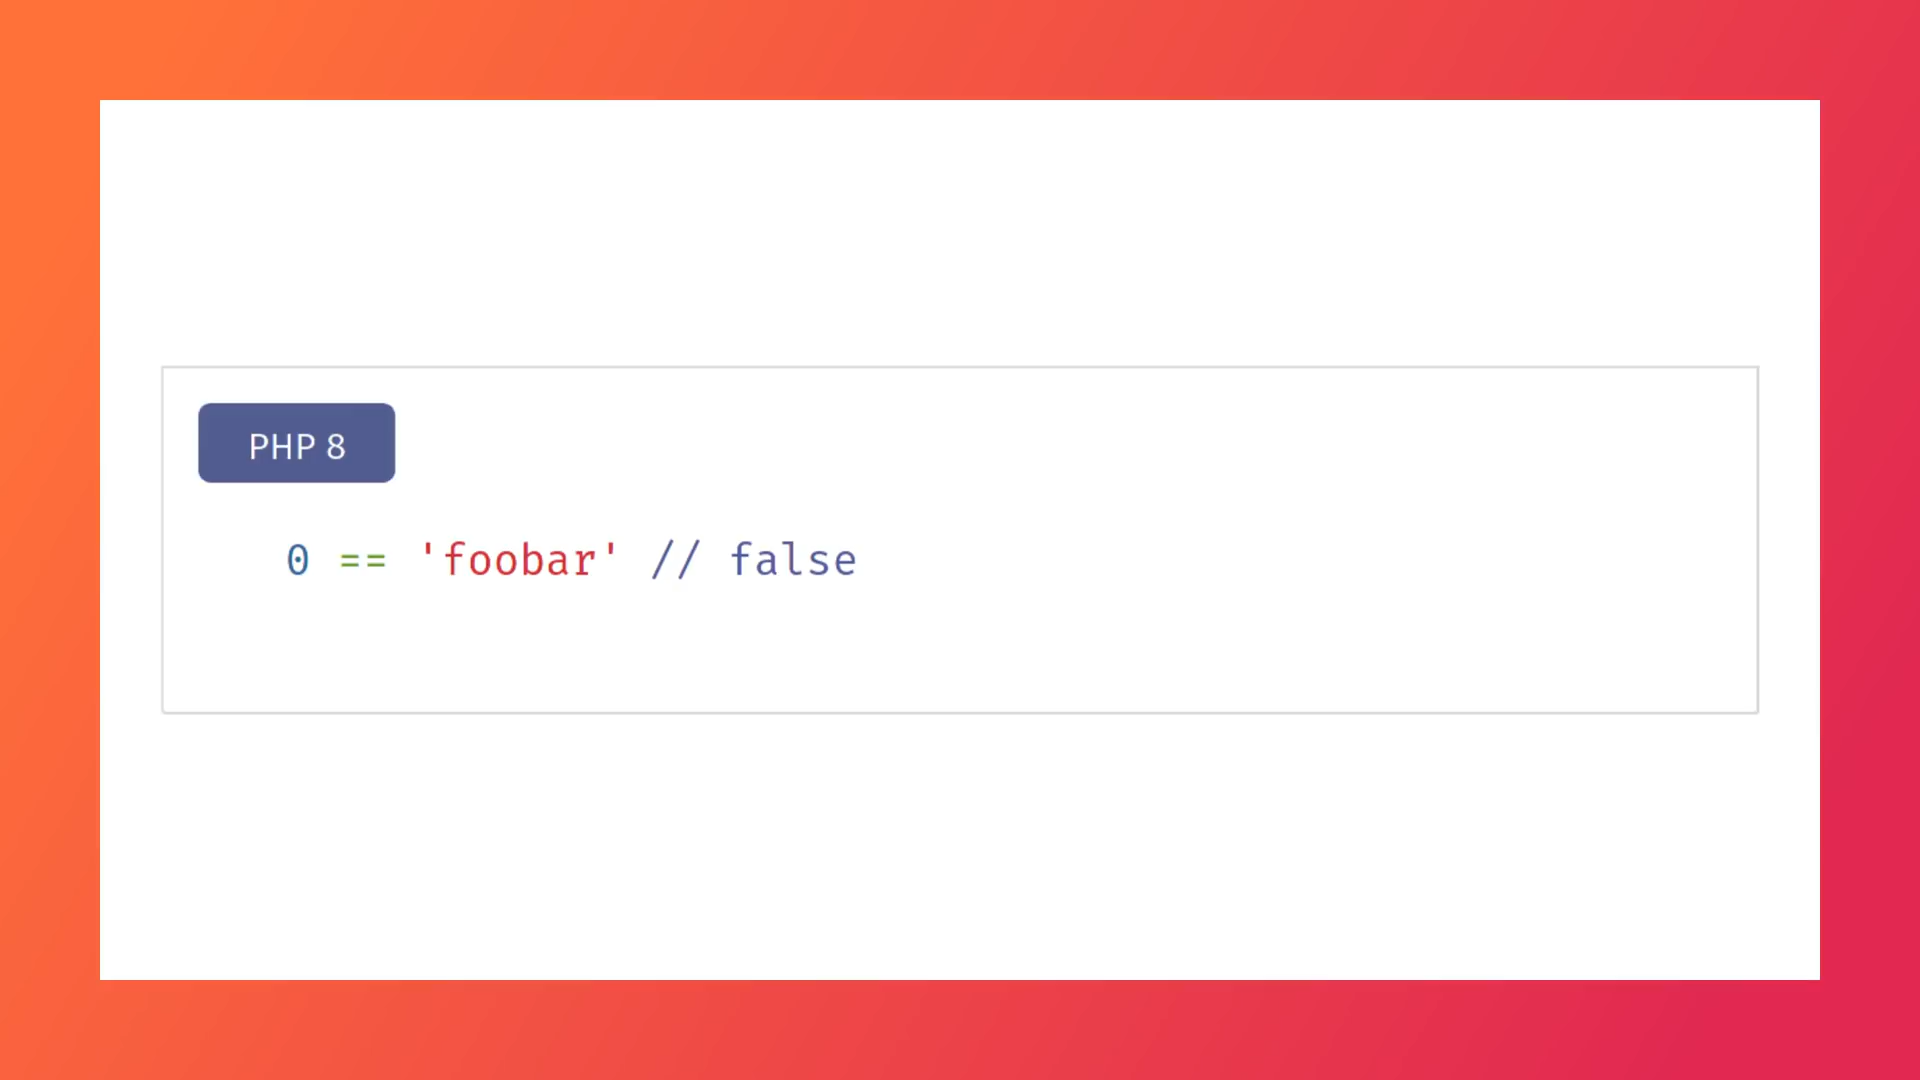 PHP 8
0 == 'foobar' // false